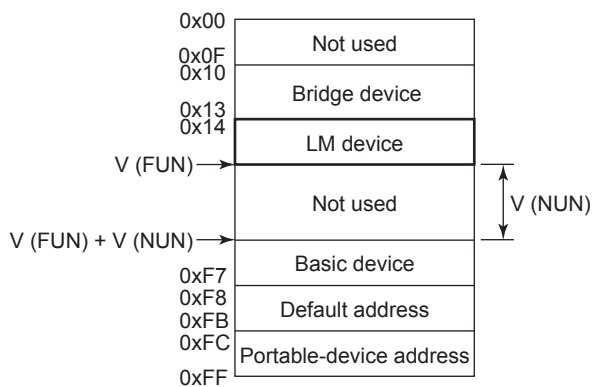 0x00
Not used
0x0F
0x10
Bridge device
0x13
0x14
LM device
V (FUN)
Not used
V (NUN)
V (FUN) + V (NUN)
Basic device
0xF7
0xF8
Default address
0xFB
0xFC
Portable-device address
0xFF